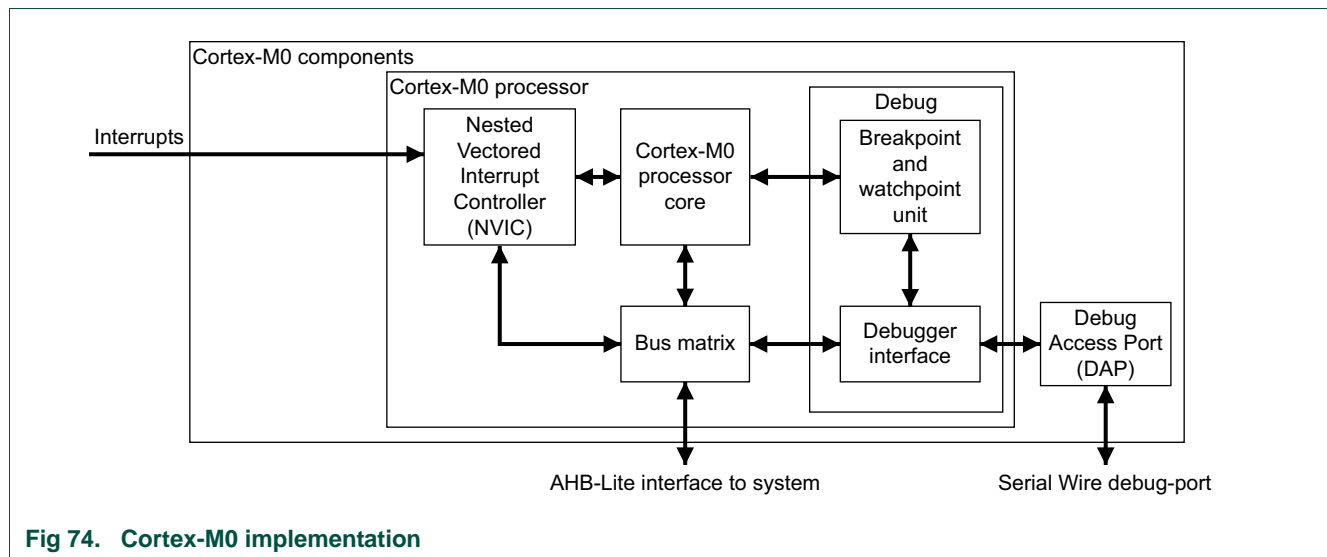 Cortex-M0 components
Cortex-M0 processor
Debug
Interrupts
Nested
Vectored
Interrupt
Controller
(NVIC)
Cortex-M0
processor
core
Breakpoint
and
watchpoint
unit
Bus matrix
Debugger
interface
Debug
Access Port
(DAP)
AHB-Lite interface to system
Serial Wire debug-port
Fig 74. Cortex-M0 implementation